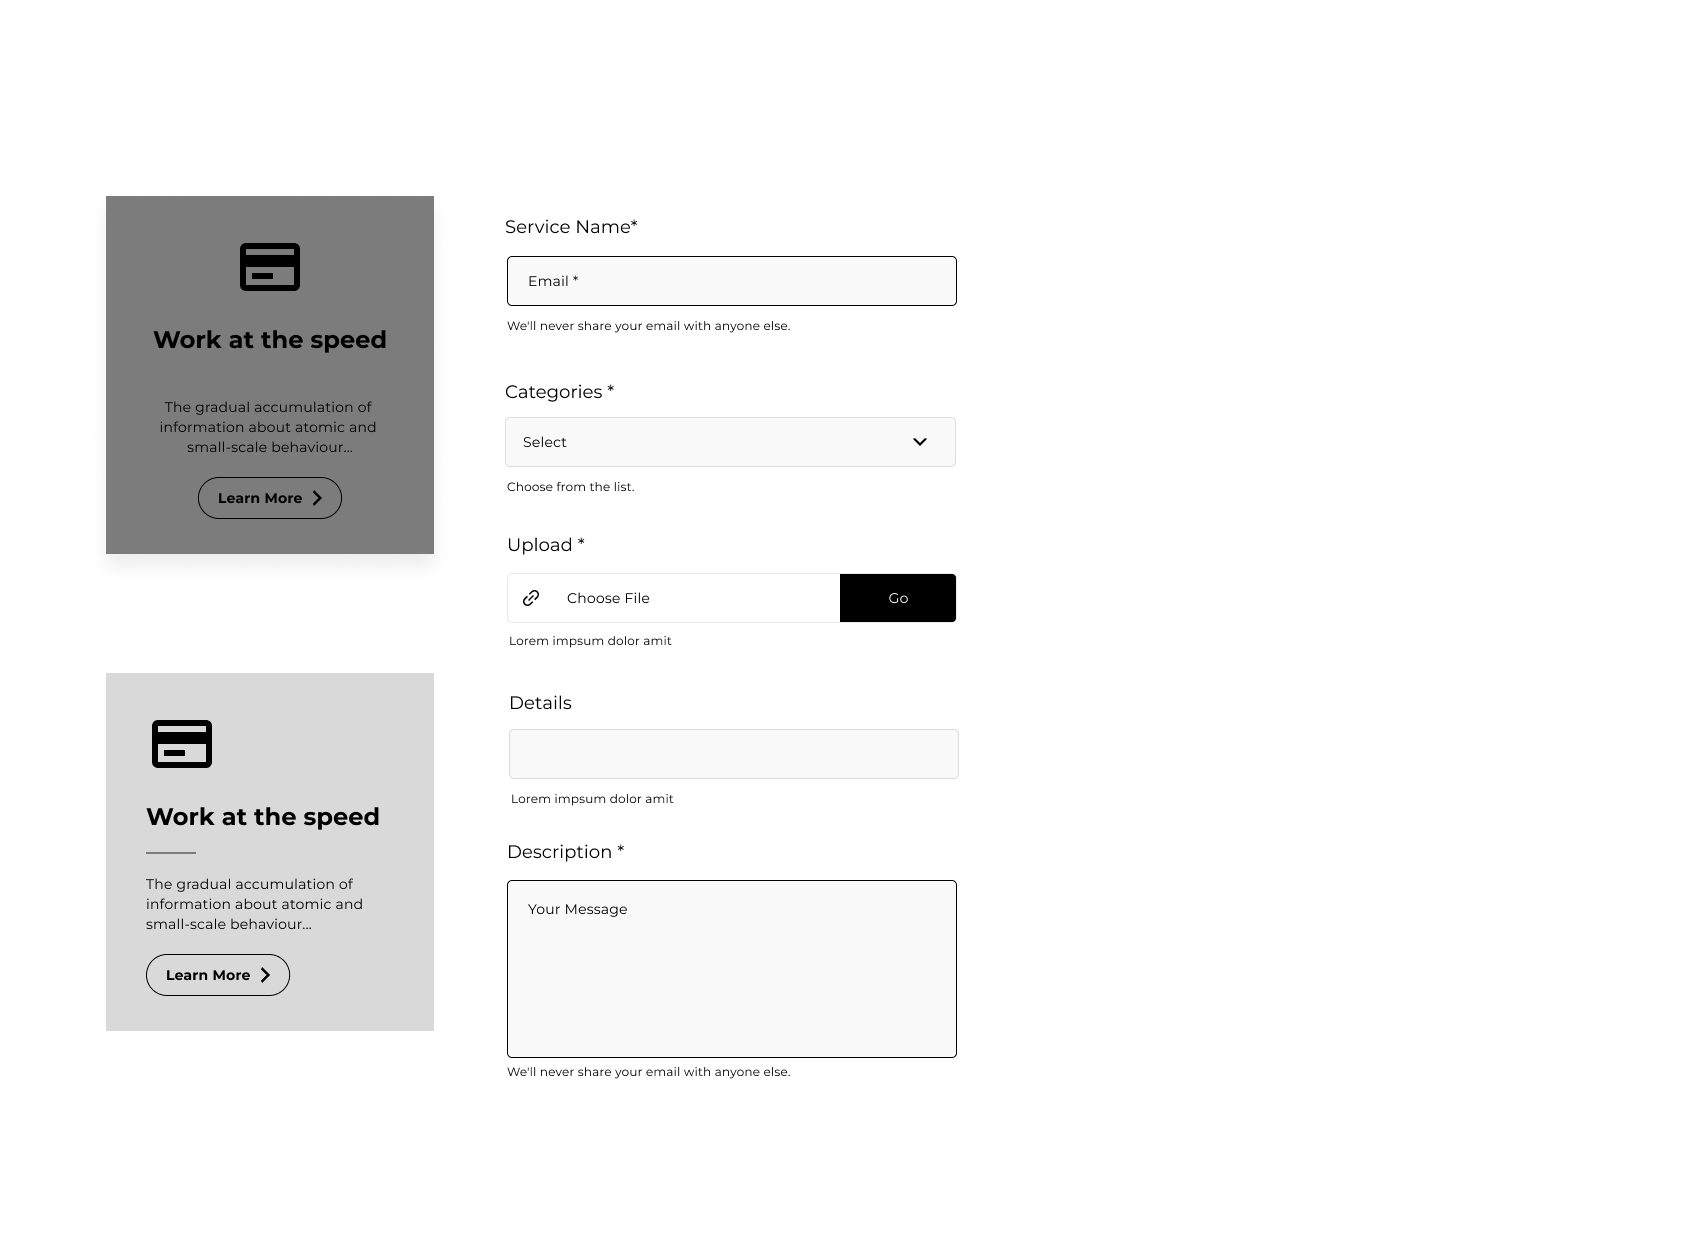 Work at the speed
The gradual accumulation of
information about atomic and
small-scale behaviour...
Learn More
Work at the speed
The gradual accumulation of
information about atomic and
small-scale behaviour...
Learn More
Service Name*
Email *
We'll never share your email with anyone else.
Categories *
Select
Choose from the list.
Upload *
Choose File
Go
Lorem impsum dolor amit
Details
Lorem impsum dolor amit
Description *
Your Message
We'll never share your email with anyone else.